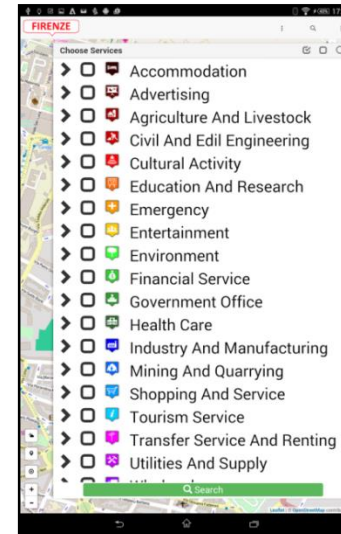 FIRENZE
Choose Services
Accommodation
Advertising
Agriculture And Livestock
Civil And Edil Engineering
Cultural Activity
Education And Research
Emergency
Entertainment
Environment
Financial Service
Government Office
Health Care
Industry And Manufacturing
Mining And Quarrying
Shopping And Service
Tourism Service
Transfer Service And Renting
Utilities And Supply
Search